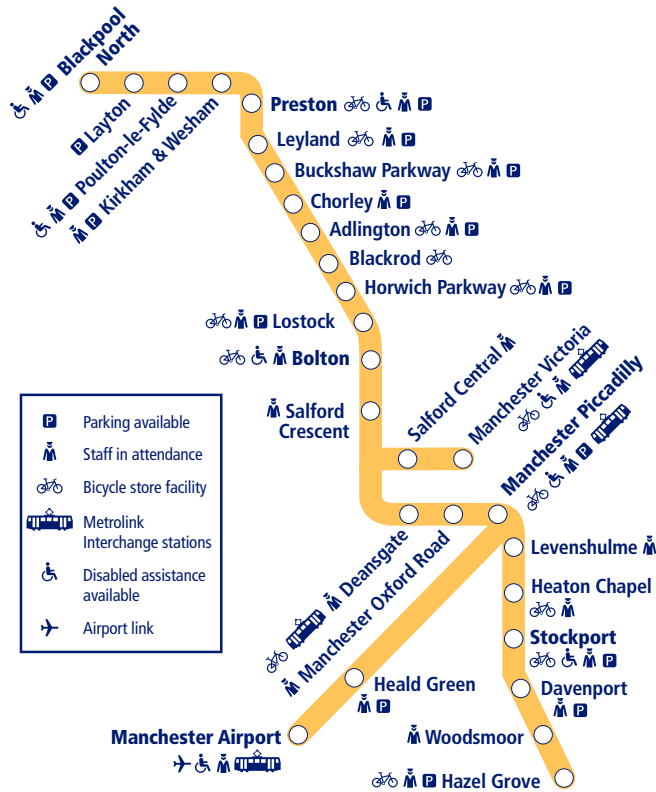 Blackpool
North
P Layton
P Poulton-le-Fylde
P Kirkham & Wesham
Preston P
Leyland P
Buckshaw Parkway P
Chorley P
Adlington P
Blackrod
Horwich Parkway P
P Lostock
Bolton
Salford
Crescent
Salford Central
Manchester Victoria
Manchester Piccadilly
P
Deansgate
Manchester Oxford Road
Levenshulme
Heaton Chapel
Stockport
P
Davenport
P
Woodsmoor
P Hazel Grove
Heald Green
P
Manchester Airport
P Parking available
Staff in attendance
Bicycle store facility
Metrolink
Interchange stations
Disabled assistance
available
Airport link